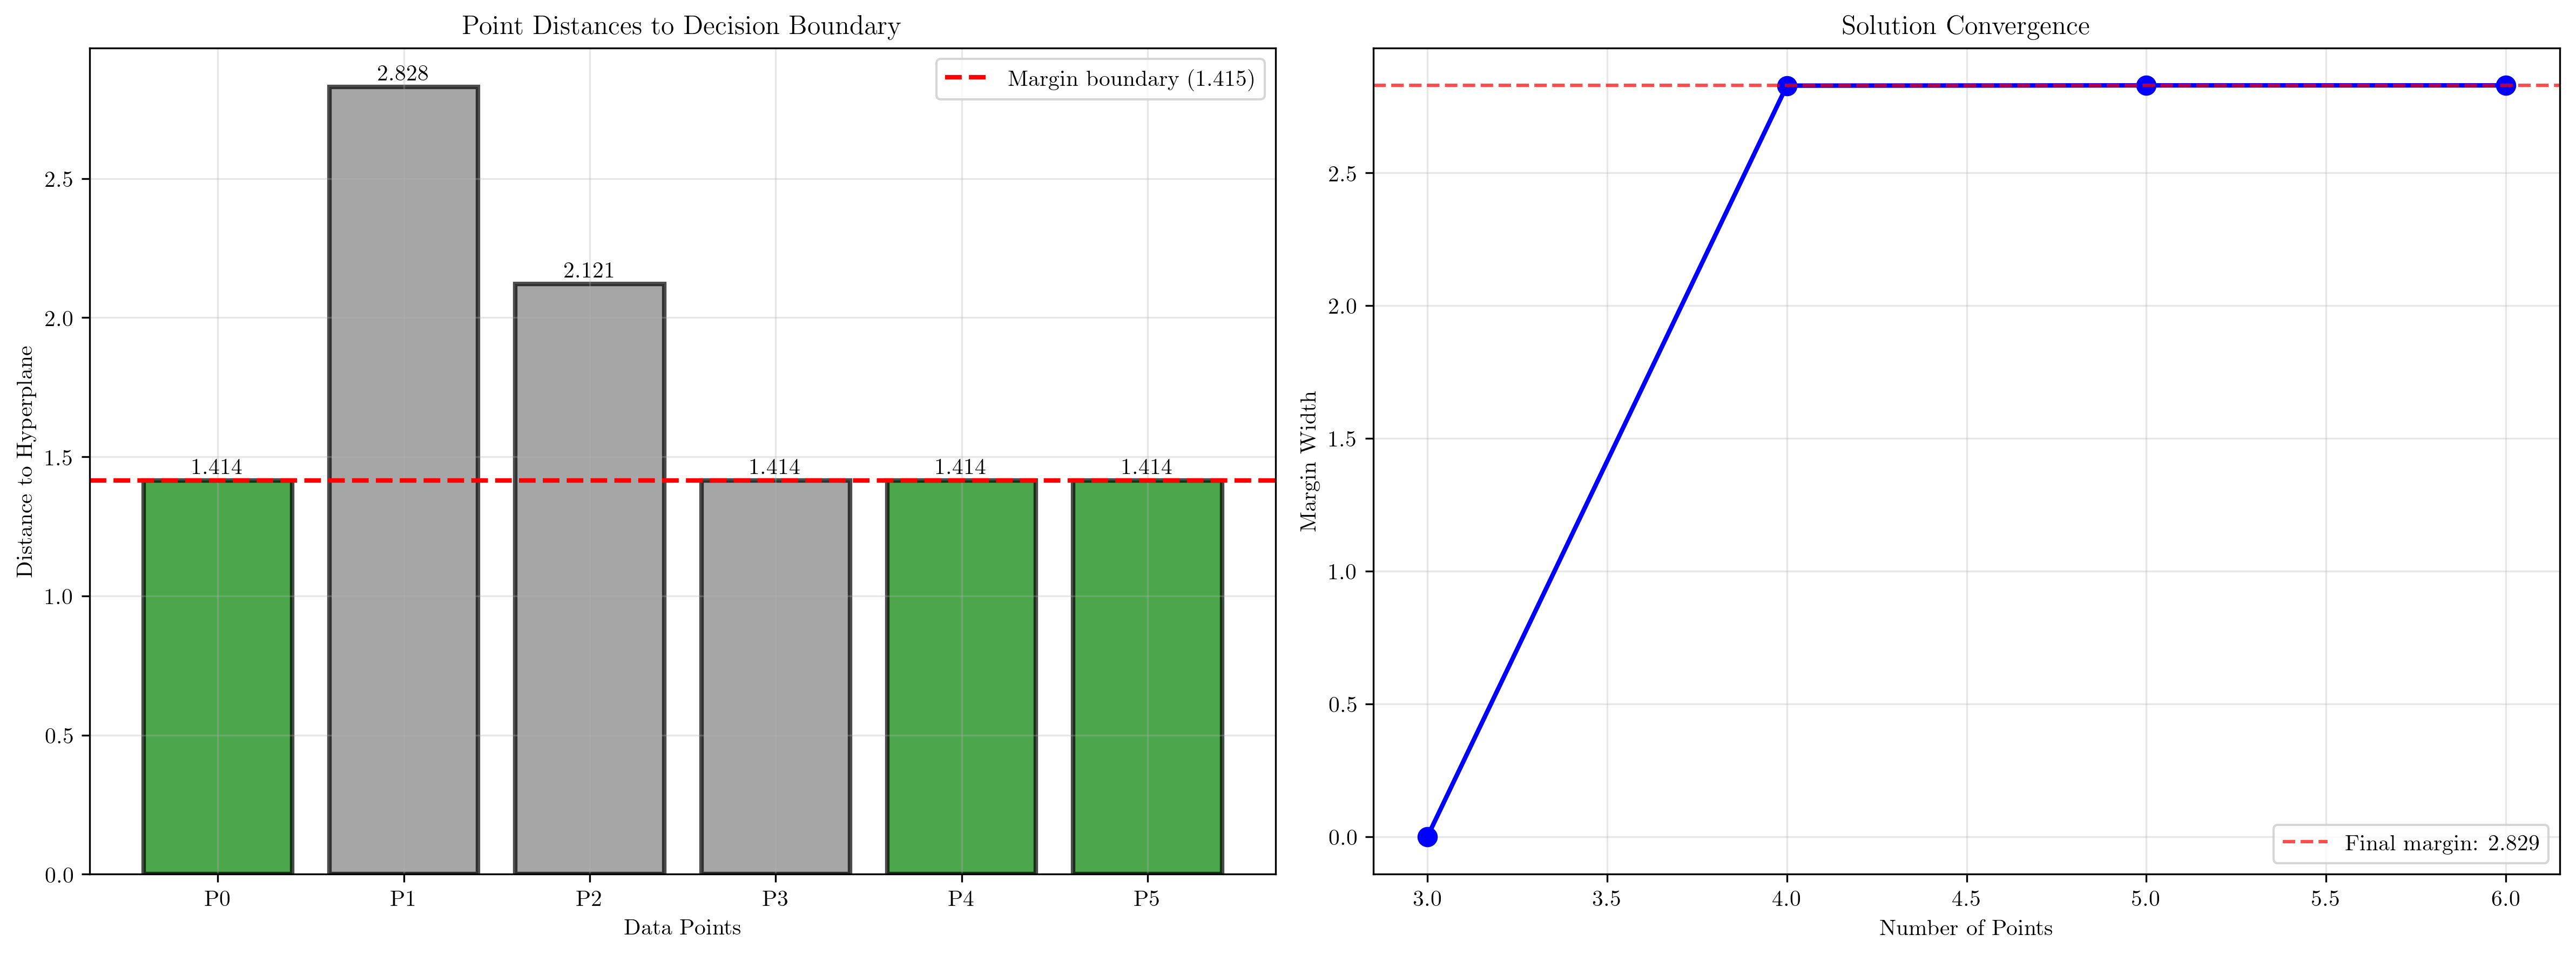 Point Distances to Decision Boundary
Margin boundary (1.415)
2.828
2.121
1.414
1.414
1.414
1.414
2.5
2.0
1.5
1.0
0.5
0.0
Distance to Hyperplane
P0 P1 P2 P3 P4 P5
Data Points
Solution Convergence
2.5
2.0
1.5
1.0
0.5
0.0
Margin Width
Final margin: 2.829
3.0 3.5 4.0 4.5 5.0 5.5 6.0
Number of Points